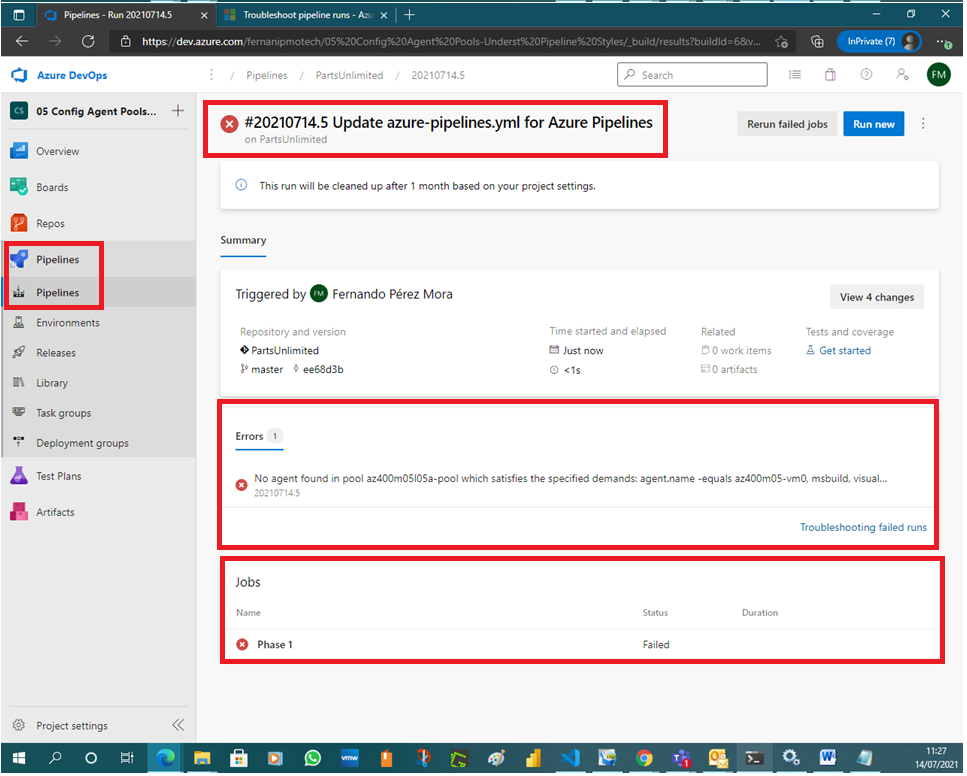 Pipelines - Run 20210714.5
Troubleshoot pipeline runs - Azu
https://dev.azure.com/fernanipmotech/05%20Config%20Agent%20Pools-Underst%20Pipeline%20Styles/_build/results?buildId=6&v...
InPrivate (7)
Azure DevOps
/ Pipelines / PartsUnlimited / 20210714.5
Search
FM
CS
05 Config Agent Pools...
Overview
Boards
Repos
Pipelines
Pipelines
Environments
Releases
Library
Task groups
Deployment groups
Test Plans
Artifacts
Project settings
#20210714.5 Update azure-pipelines.yml for Azure Pipelines
on PartsUnlimited
Rerun failed jobs
Run new
This run will be cleaned up after 1 month based on your project settings.
Summary
Triggered by FM Fernando Pérez Mora
View 4 changes
Repository and version
PartsUnlimited
master ee68d3b
Time started and elapsed
Just now
<1s
Related
0 work items
0 artifacts
Tests and coverage
Get started
Errors 1
No agent found in pool az400m05l05a-pool which satisfies the specified demands: agent.name -equals az400m05-vm0, msbuild, visual...
20210714.5
Troubleshooting failed runs
Jobs
Name Status Duration
Phase 1 Failed
vmw
11:27
14/07/2021